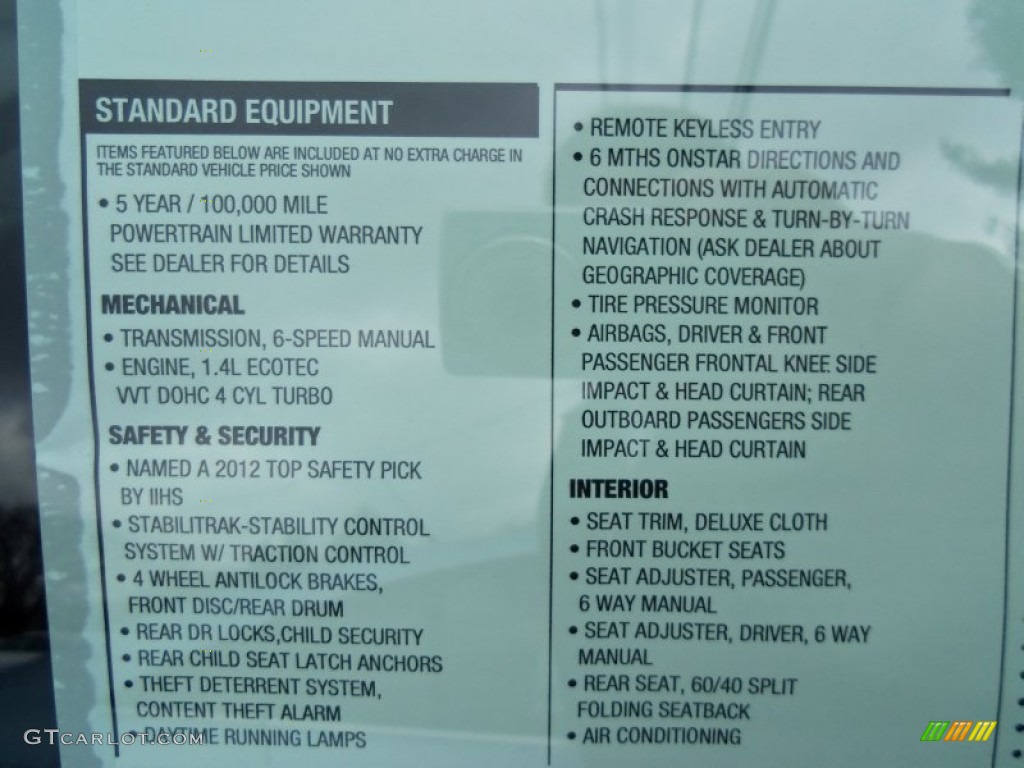 STANDARD EQUIPMENT
ITEMS FEATURED BELOW ARE INCLUDED AT NO EXTRA CHARGE IN
THE STANDARD VEHICLE PRICE SHOWN
• 5 YEAR / 100,000 MILE
POWERTRAIN LIMITED WARRANTY
SEE DEALER FOR DETAILS
MECHANICAL
• TRANSMISSION, 6-SPEED MANUAL
• ENGINE, 1.4L ECOTEC
VVT DOHC 4 CYL TURBO
SAFETY & SECURITY
• NAMED A 2012 TOP SAFETY PICK
BY IIHS
• STABILITRAK-STABILITY CONTROL
SYSTEM W/ TRACTION CONTROL
• 4 WHEEL ANTILOCK BRAKES,
FRONT DISC/REAR DRUM
• REAR DR LOCKS,CHILD SECURITY
• REAR CHILD SEAT LATCH ANCHORS
• THEFT DETERRENT SYSTEM,
CONTENT THEFT ALARM
• DAYTIME RUNNING LAMPS
• REMOTE KEYLESS ENTRY
• 6 MTHS ONSTAR DIRECTIONS AND
CONNECTIONS WITH AUTOMATIC
CRASH RESPONSE & TURN-BY-TURN
NAVIGATION (ASK DEALER ABOUT
GEOGRAPHIC COVERAGE)
• TIRE PRESSURE MONITOR
• AIRBAGS, DRIVER & FRONT
PASSENGER FRONTAL KNEE SIDE
IMPACT & HEAD CURTAIN; REAR
OUTBOARD PASSENGERS SIDE
IMPACT & HEAD CURTAIN
INTERIOR
• SEAT TRIM, DELUXE CLOTH
• FRONT BUCKET SEATS
• SEAT ADJUSTER, PASSENGER,
6 WAY MANUAL
• SEAT ADJUSTER, DRIVER, 6 WAY
MANUAL
• REAR SEAT, 60/40 SPLIT
FOLDING SEATBACK
• AIR CONDITIONING
GTCARLOT.COM